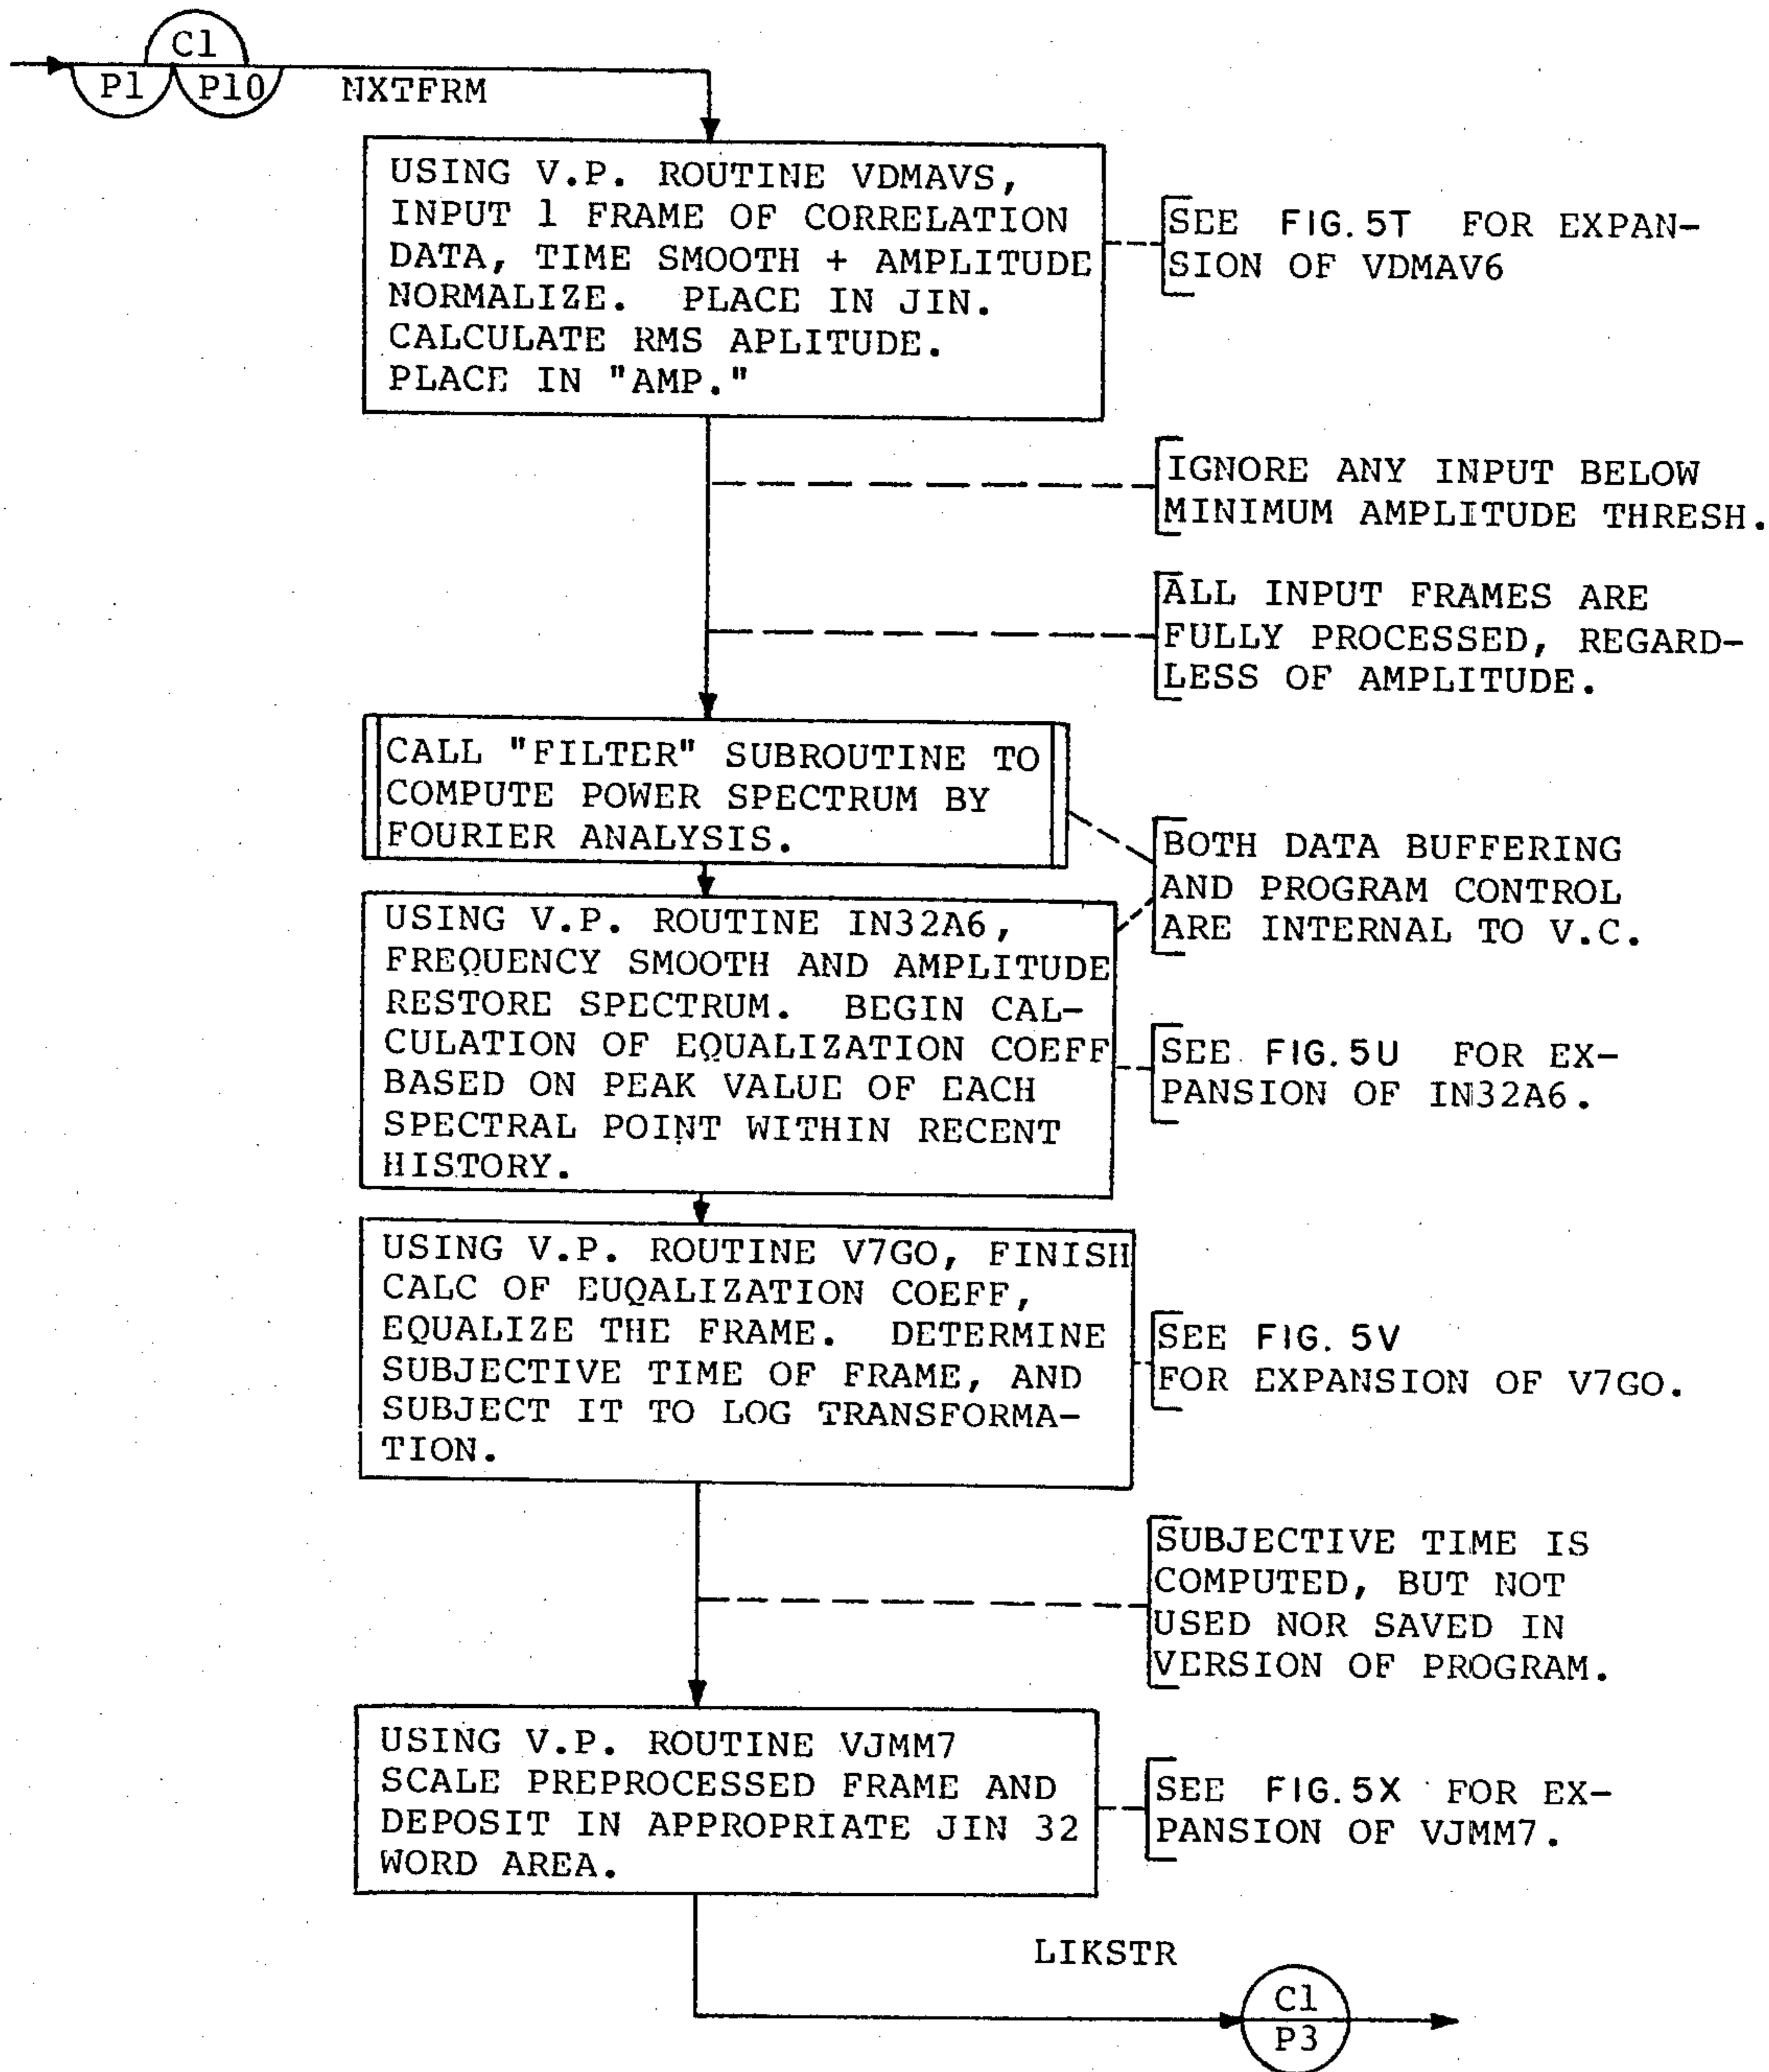 C1
P1 P10 NXTFRM
USING V.P. ROUTINE VDMAVS,
INPUT 1 FRAME OF CORRELATION
DATA, TIME SMOOTH + AMPLITUDE
NORMALIZE. PLACE IN JIN.
CALCULATE RMS APLITUDE.
PLACE IN "AMP."
SEE FIG.5T FOR EXPAN-
SION OF VDMAV6
IGNORE ANY INPUT BELOW
MINIMUM AMPLITUDE THRESH.
ALL INPUT FRAMES ARE
FULLY PROCESSED, REGARD-
LESS OF AMPLITUDE.
CALL "FILTER" SUBROUTINE TO
COMPUTE POWER SPECTRUM BY
FOURIER ANALYSIS.
BOTH DATA BUFFERING
AND PROGRAM CONTROL
ARE INTERNAL TO V.C.
USING V.P. ROUTINE IN32A6,
FREQUENCY SMOOTH AND AMPLITUDE
RESTORE SPECTRUM. BEGIN CAL-
CULATION OF EQUALIZATION COEFF
BASED ON PEAK VALUE OF EACH
SPECTRAL POINT WITHIN RECENT
HISTORY.
SEE FIG.5U FOR EX-
PANSION OF IN32A6.
USING V.P. ROUTINE V7GO, FINISH
CALC OF EUQALIZATION COEFF,
EQUALIZE THE FRAME. DETERMINE
SUBJECTIVE TIME OF FRAME, AND
SUBJECT IT TO LOG TRANSFORMA-
TION.
SEE FIG.5V
FOR EXPANSION OF V7GO.
SUBJECTIVE TIME IS
COMPUTED, BUT NOT
USED NOR SAVED IN
VERSION OF PROGRAM.
USING V.P. ROUTINE VJMM7
SCALE PREPROCESSED FRAME AND
DEPOSIT IN APPROPRIATE JIN 32
WORD AREA.
SEE FIG.5X FOR EX-
PANSION OF VJMM7.
LIKSTR
C1
P3